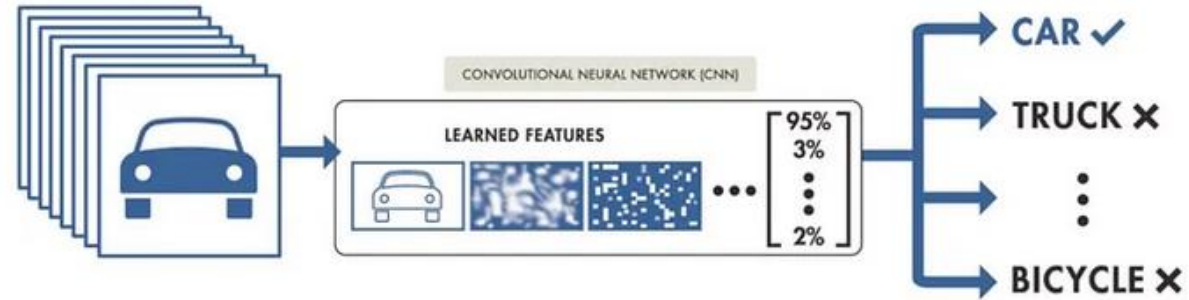 CONVOLUTIONAL NEURAL NETWORK (CNN)
LEARNED FEATURES
95%
3%
2%
CAR ✓
TRUCK ✕
BICYCLE ✕